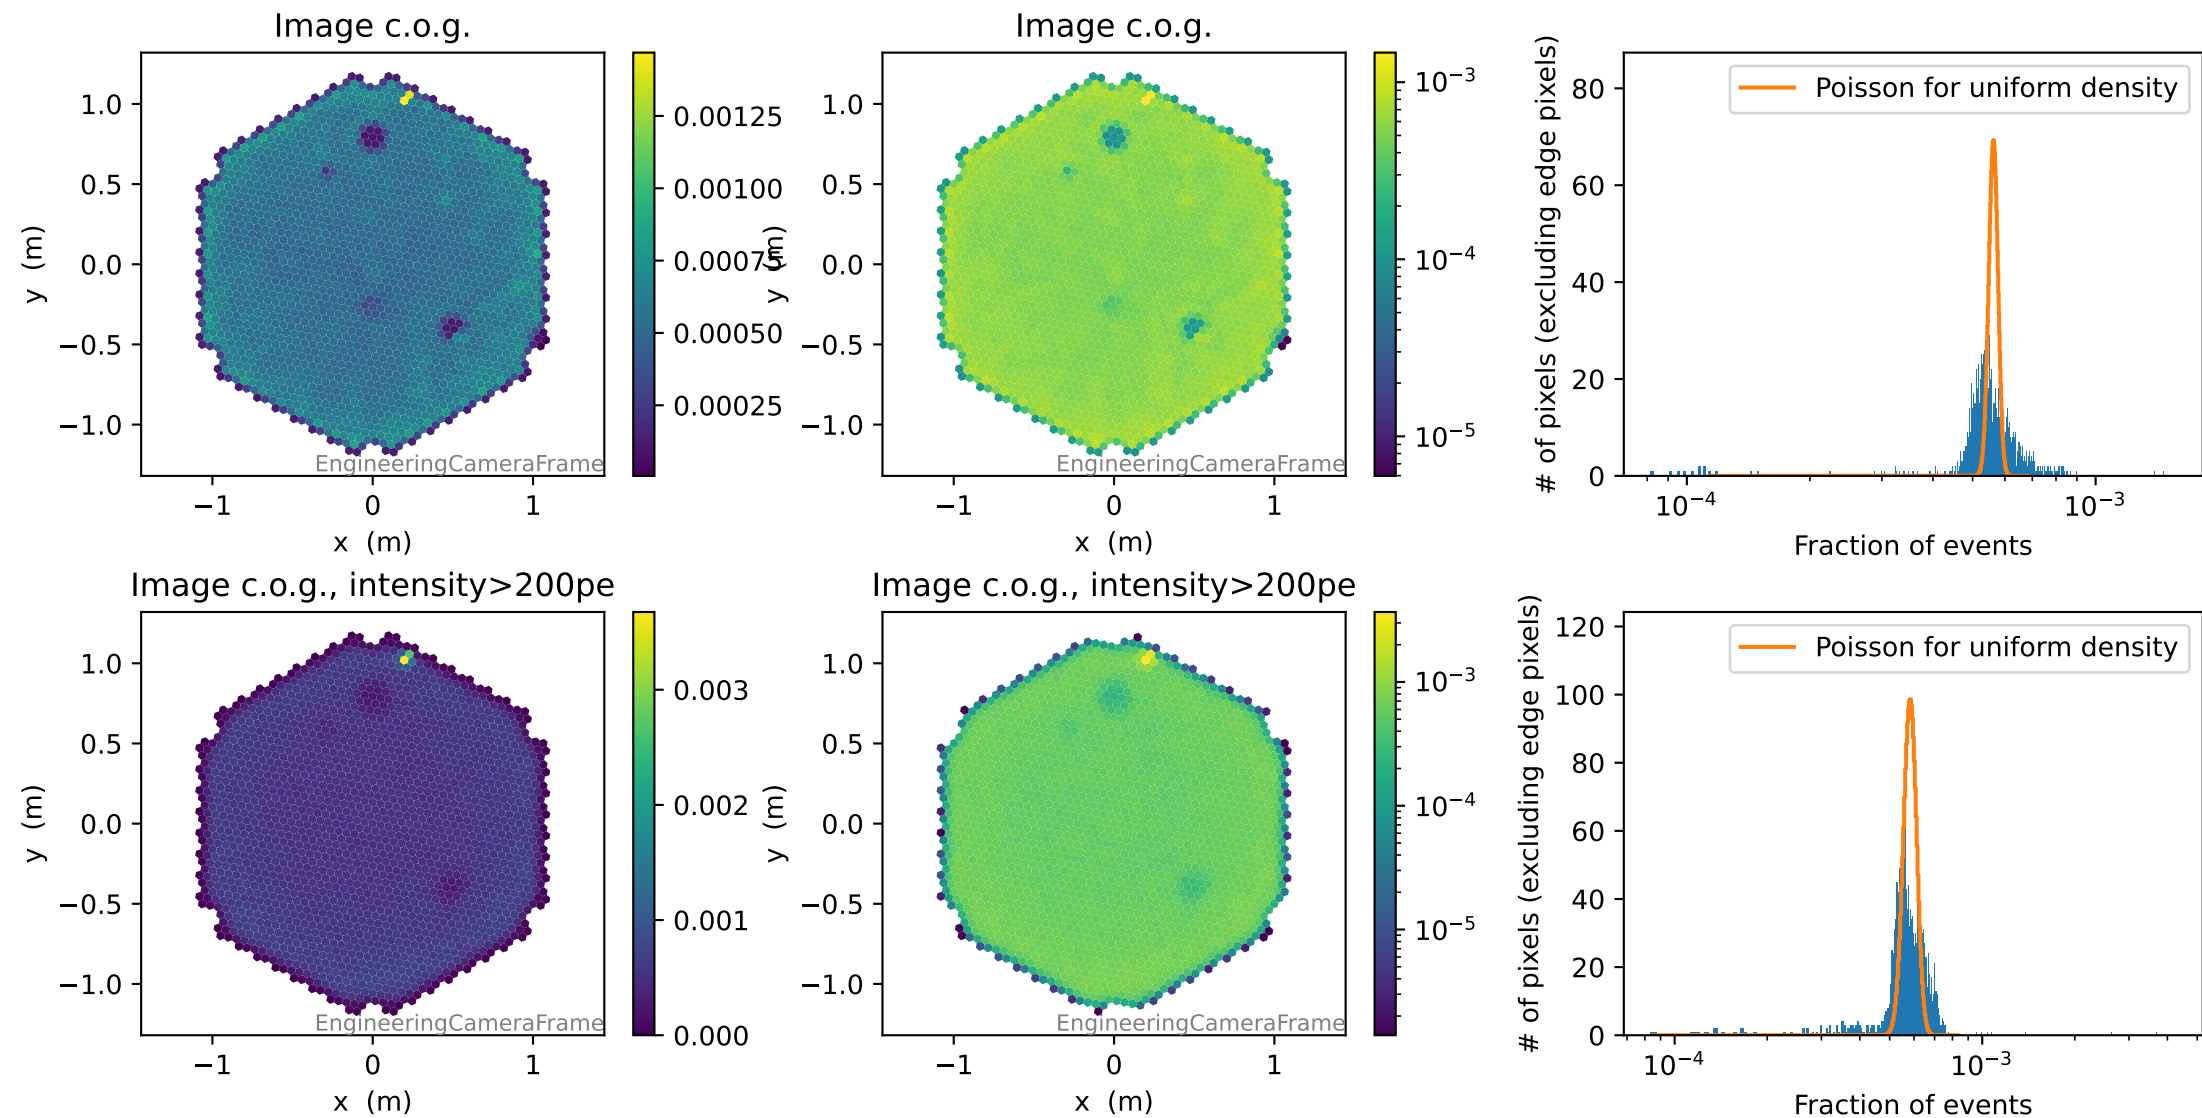 Image c.o.g.
y (m)
1.0
0.5
0.0
−0.5
−1.0
−1
0
1
x (m)
EngineeringCameraFrame
0.00125
0.00100
0.00075
0.00050
0.00025
Image c.o.g.
y (m)
1.0
0.5
0.0
−0.5
−1.0
−1
0
1
x (m)
EngineeringCameraFrame
10⁻³
10⁻⁴
10⁻⁵
# of pixels (excluding edge pixels)
80
60
40
20
0
Poisson for uniform density
10⁻⁴
10⁻³
Fraction of events
Image c.o.g., intensity>200pe
y (m)
1.0
0.5
0.0
−0.5
−1.0
−1
0
1
x (m)
EngineeringCameraFrame
0.003
0.002
0.001
0.000
Image c.o.g., intensity>200pe
y (m)
1.0
0.5
0.0
−0.5
−1.0
−1
0
1
x (m)
EngineeringCameraFrame
10⁻³
10⁻⁴
10⁻⁵
# of pixels (excluding edge pixels)
120
100
80
60
40
20
0
Poisson for uniform density
10⁻⁴
10⁻³
Fraction of events